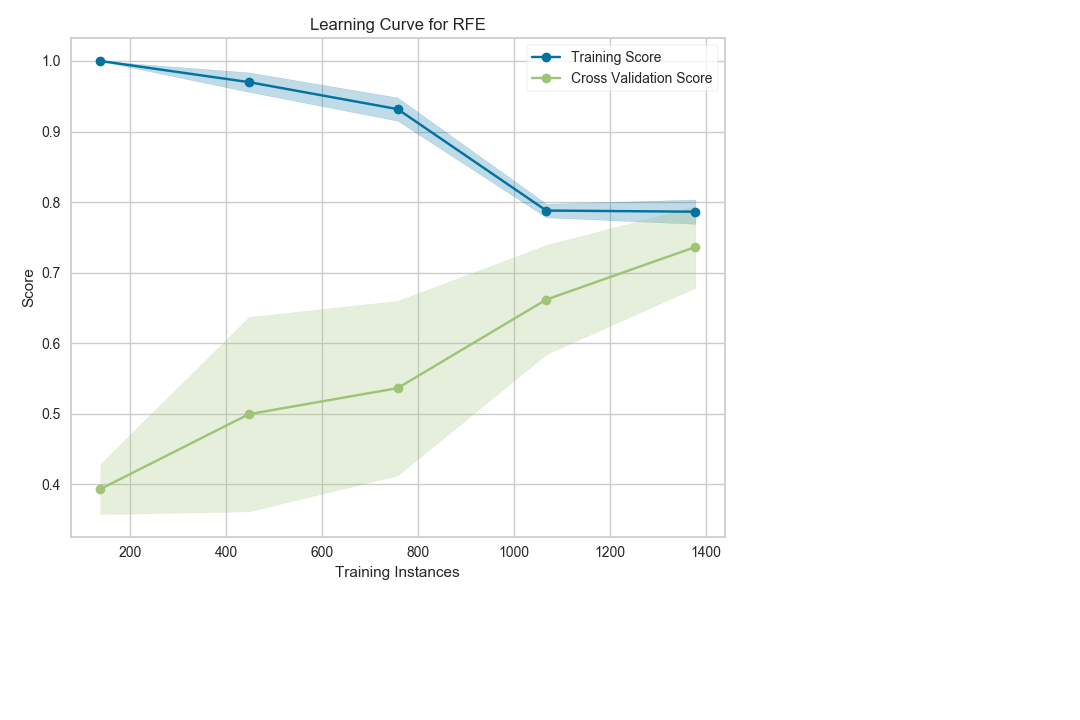 Learning Curve for RFE
Training Score
Cross Validation Score
1.0
0.9
0.8
0.7
0.6
0.5
0.4
Score
200 400 600 800 1000 1200 1400
Training Instances